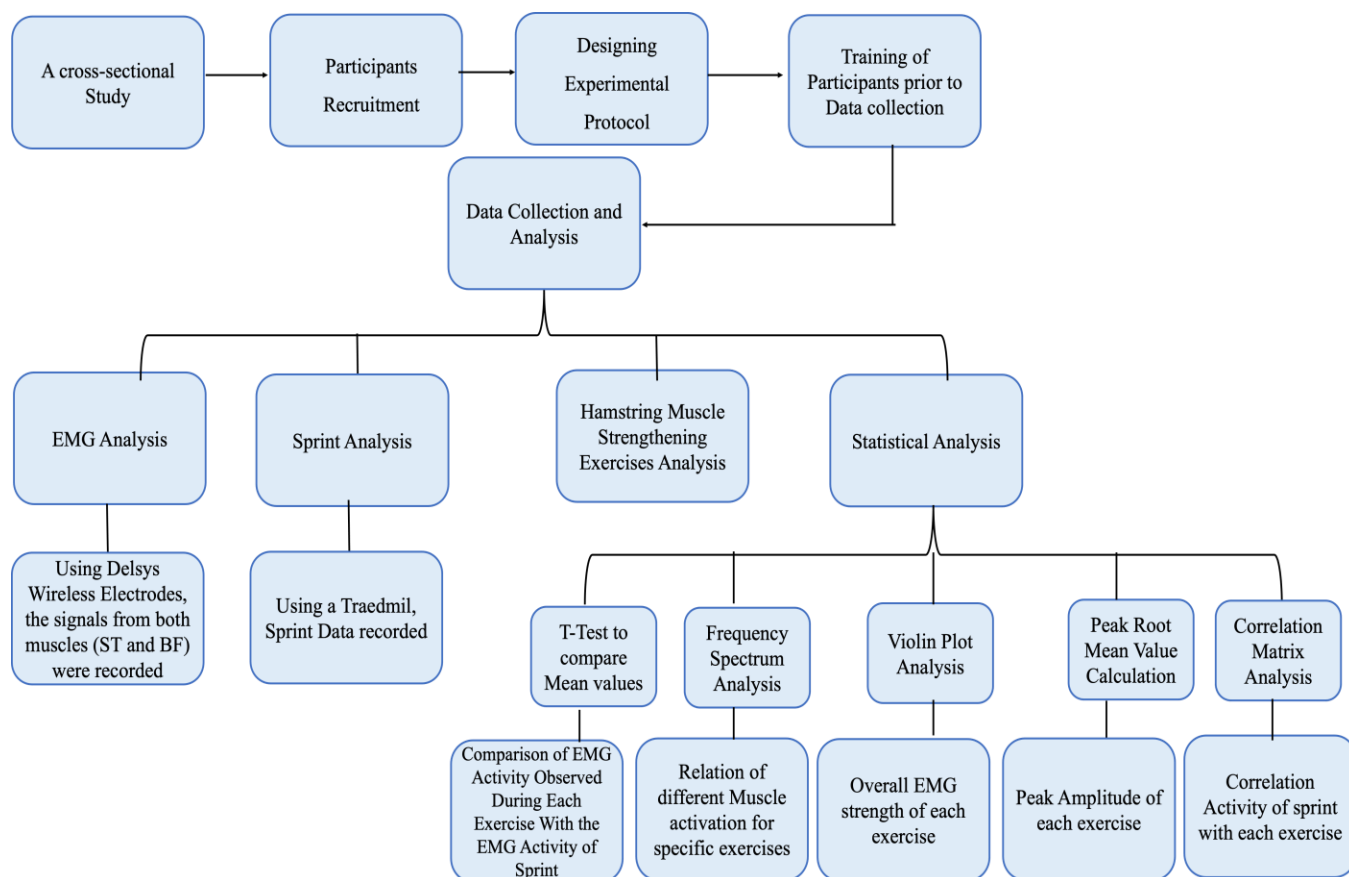 A cross-sectional
Study
Participants
Recruitment
Designing
Experimental
Protocol
Training of
Participants prior to
Data collection
Data Collection and
Analysis
EMG Analysis
Sprint Analysis
Hamstring Muscle
Strengthening
Exercises Analysis
Statistical Analysis
Using Delsys
Wireless Electrodes,
the signals from both
muscles (ST and BF)
were recorded
Using a Traedmil,
Sprint Data recorded
T-Test to
compare
Mean values
Frequency
Spectrum
Analysis
Violin Plot
Analysis
Peak Root
Mean Value
Calculation
Correlation
Matrix
Analysis
Comparison of EMG
Activity Observed
During Each
Exercise With the
EMG Activity of
Sprint
Relation of
different Muscle
activation for
specific exercises
Overall EMG
strength of each
exercise
Peak Amplitude of
each exercise
Correlation
Activity of sprint
with each exercise